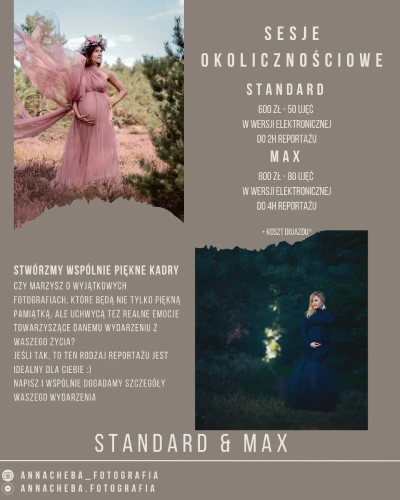 SESJE
OKOLICZNOŚCIOWE
STANDARD
600 ZŁ - 50 UJĘĆ
W WERSJI ELEKTRONICZNEJ
DO 2H REPORTAŻU
MAX
800 ZŁ - 80 UJĘĆ
W WERSJI ELEKTRONICZNEJ
DO 4H REPORTAŻU
+ KOSZT DOJAZDU*
STWÓRZMY WSPÓLNIE PIĘKNE KADRY
CZY MARZYSZ O WYJĄTKOWYCH
FOTOGRAFIACH, KTÓRE BĘDĄ NIE TYLKO PIĘKNĄ
PAMIĄTKĄ, ALE UCHWYCĄ TEŻ REALNE EMOCJE
TOWARZYSZĄCE DANEMU WYDARZENIU Z
WASZEGO ŻYCIA?
JEŚLI TAK, TO TEN RODZAJ REPORTAŻU JEST
IDEALNY DLA CIEBIE :)
NAPISZ I WSPÓLNIE DOGADAMY SZCZEGÓŁY
WASZEGO WYDARZENIA
STANDARD & MAX
ANNACHEBA_FOTOGRAFIA
ANNACHEBA.FOTOGRAFIA